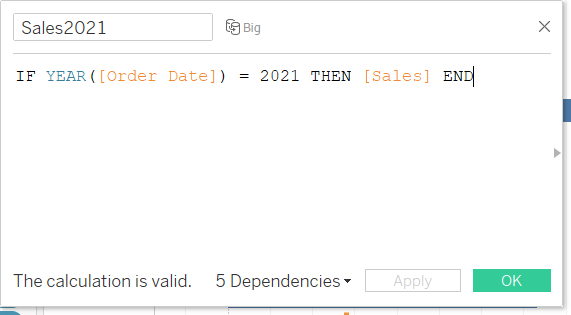 Sales2021 Big
IF YEAR([Order Date]) = 2021 THEN [Sales] END
The calculation is valid. 5 Dependencies Apply OK